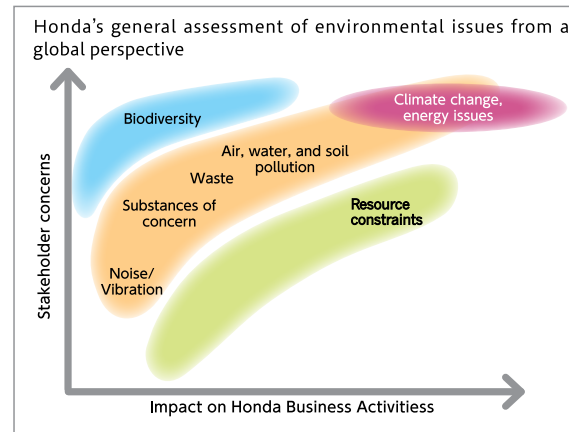 Honda's general assessment of environmental issues from a
global perspective
Climate change,
energy issues
Biodiversity
Air, water, and soil
pollution
Waste
Substances of
concern
Resource
constraints
Noise/
Vibration
Stakeholder concerns
Impact on Honda Business Activitiess